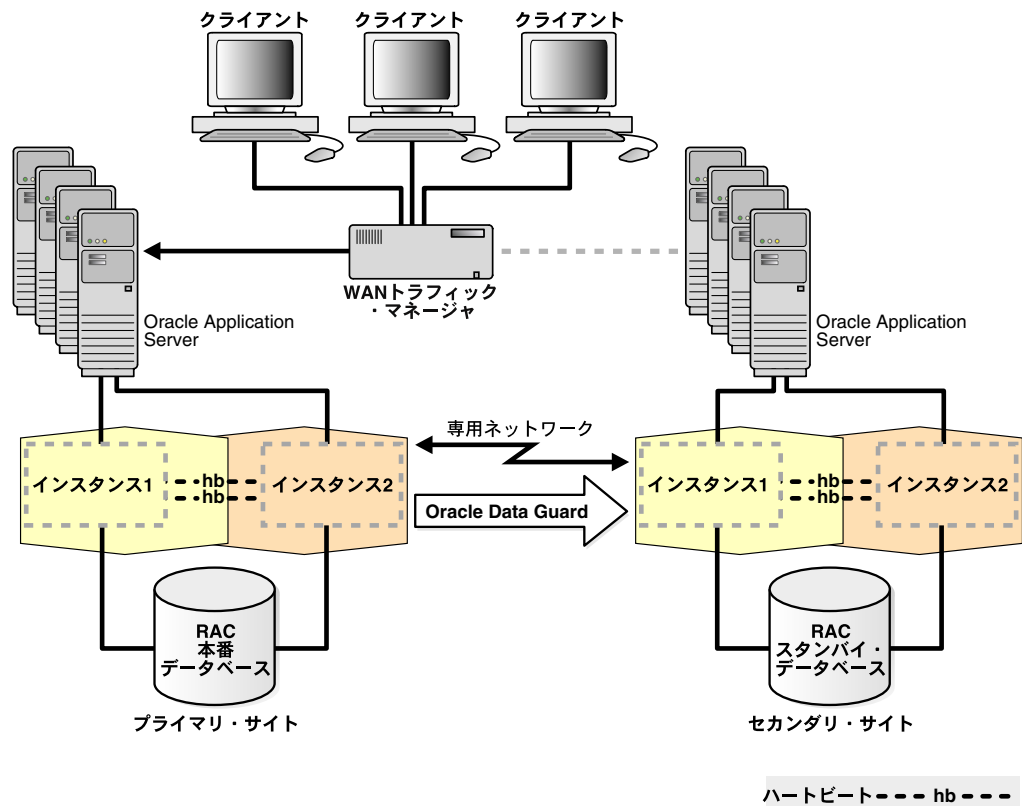 クライアント
クライアント
クライアント
WANトラフィック
・マネージャ
Oracle Application
Server
Oracle Application
Server
専用ネットワーク
インスタンス1
hb
hb
インスタンス2
Oracle Data Guard
インスタンス1
hb
hb
インスタンス2
RAC
本番
データベース
RAC
スタンバイ・
データベース
プライマリ・サイト
セカンダリ・サイト
ハートビート hb